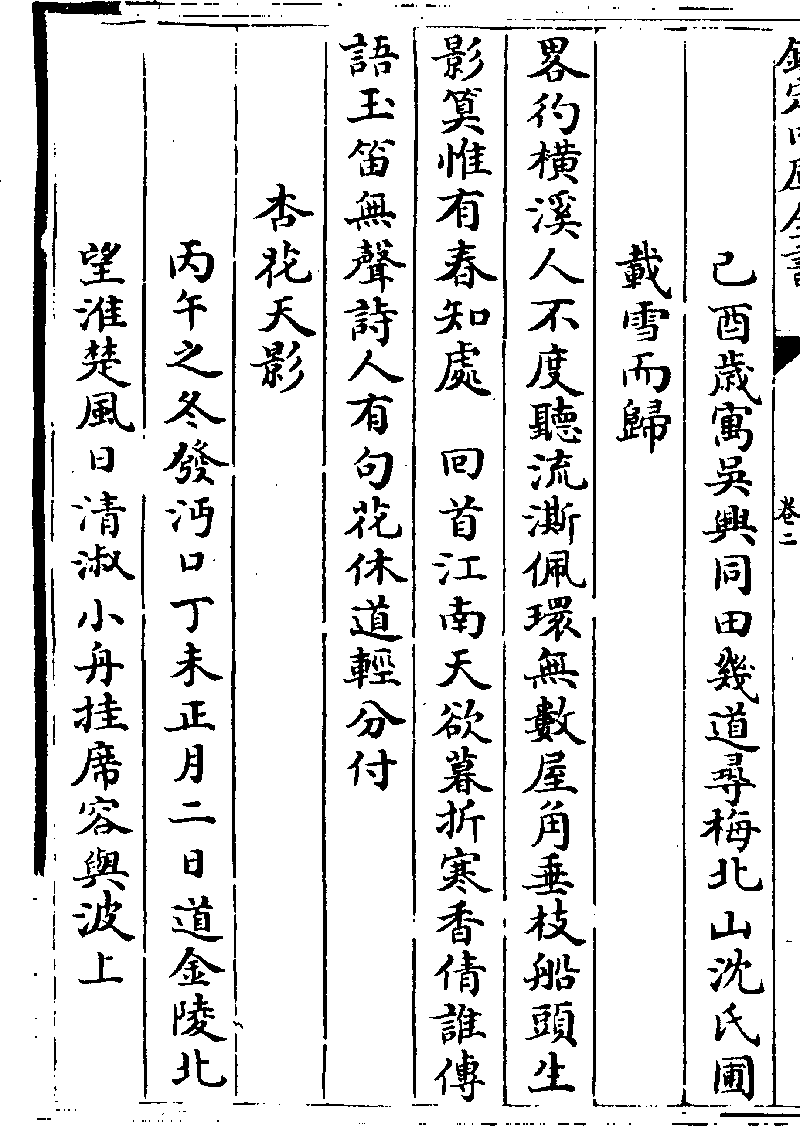 欽定四庫全書
卷二
己酉歲寓吳興同田幾道尋梅北山沈氏圃
載雪而歸
畧彴橫溪人不度聽流澌佩環無數屋角垂枝船頭生
影算惟有春知處　回首江南天欲暮折寒香倩誰傳
語玉笛無聲詩人有句花休道輕分付
杏花天影
丙午之冬發沔口丁未正月二日道金陵北
望淮楚風日清淑小舟挂席容與波上